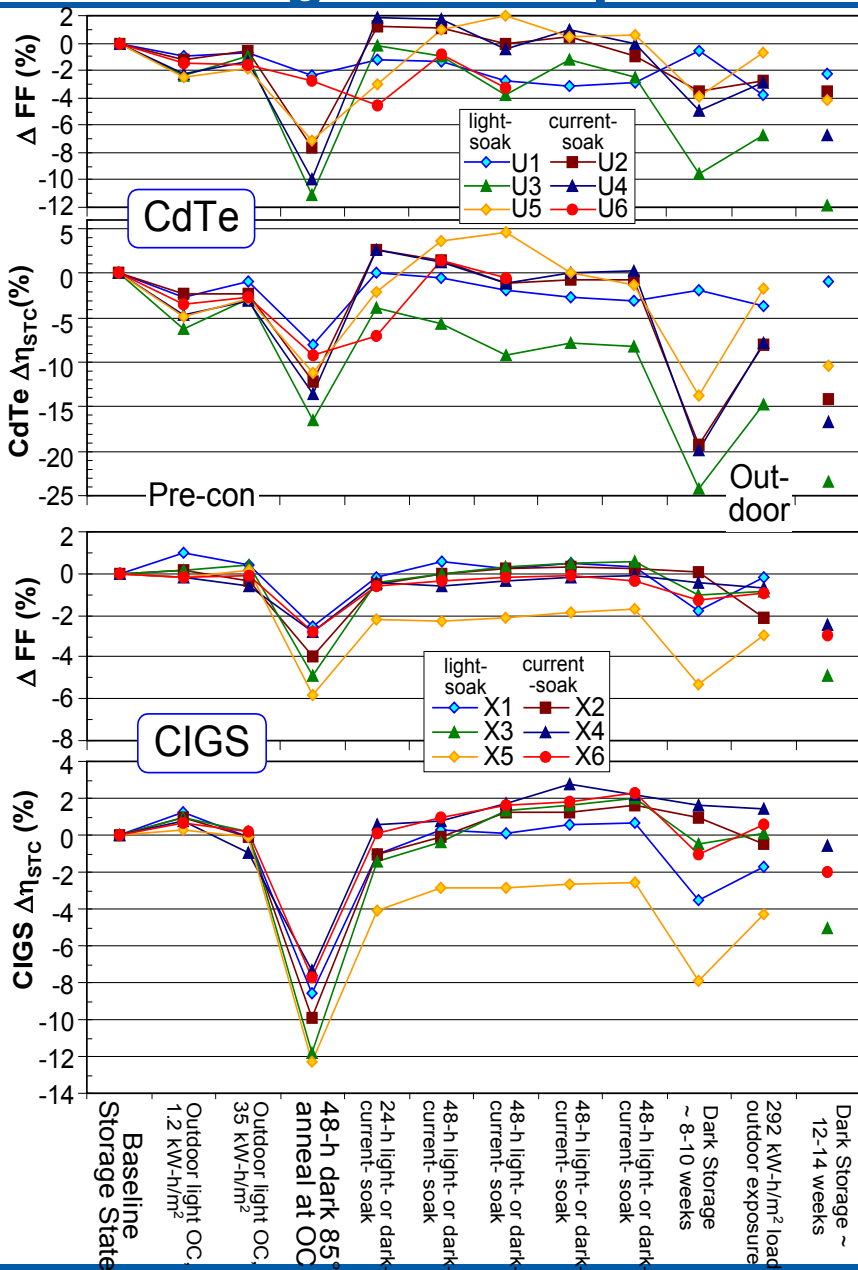 2
0
-2
-4
-6
-8
-10
-12
Δ FF (%)
light-soak
current-soak
U1
U2
U3
U4
U5
U6
CdTe
5
0
-5
-10
-15
-20
-25
CdTe ΔηSTC(%)
Pre-con
Out-door
2
0
-2
-4
-6
-8
Δ FF (%)
light-soak
current-soak
X1
X2
X3
X4
X5
X6
CIGS
4
2
0
-2
-4
-6
-8
-10
-12
-14
CIGS ΔηSTC (%)
Baseline
Storage State
Outdoor light OC,
1.2 kW-h/m²
Outdoor light OC,
35 kW-h/m²
48-h dark 85°
anneal at OC
24-h light- or dark-
current- soak
48-h light- or dark-
current- soak
48-h light- or dark-
current- soak
48-h light- or dark-
current- soak
48-h light- or dark-
current- soak
Dark Storage
~ 8-10 weeks
292 kW-h/m² load
outdoor exposure
Dark Storage ~
12-14 weeks